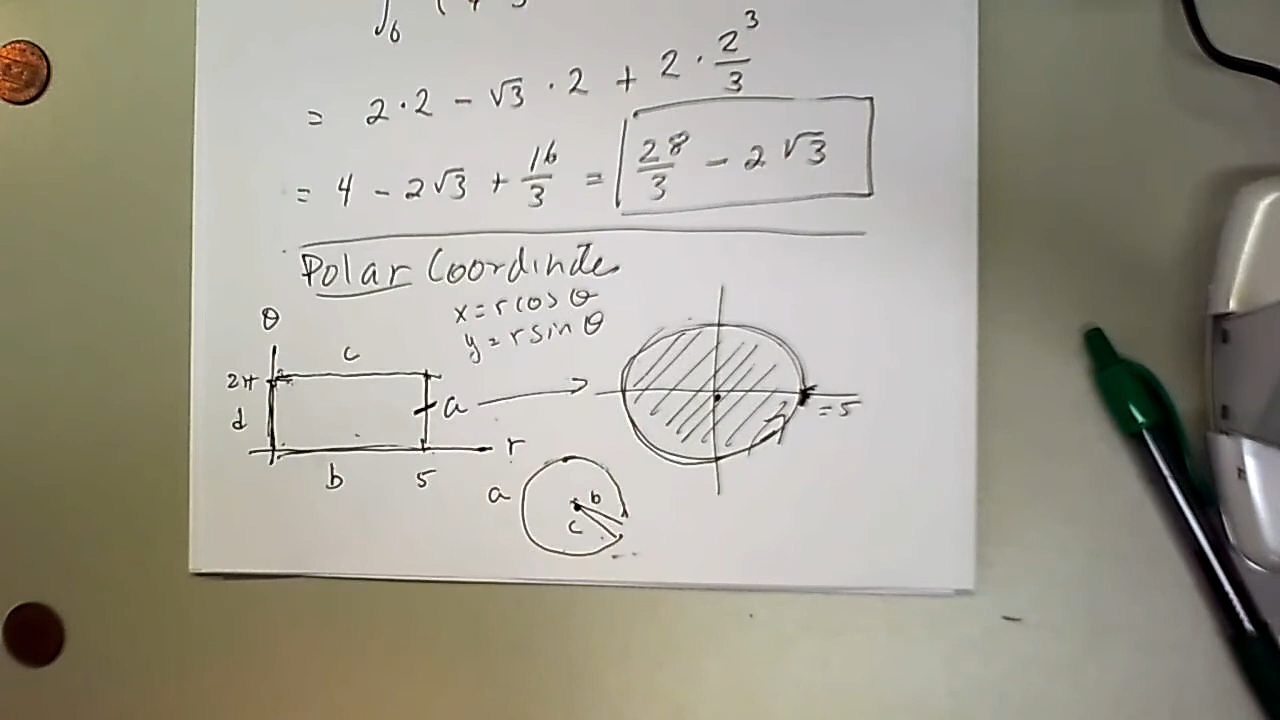 = 2·2 - √3 · 2 + 2 · 2³/3
= 4 - 2√3 + 16/3 = 28/3 - 2√3
Polar Coordinde
x = r cos θ
y = r sin θ
θ
c
2π
d
a
r
b
5
= 5
a
b
c